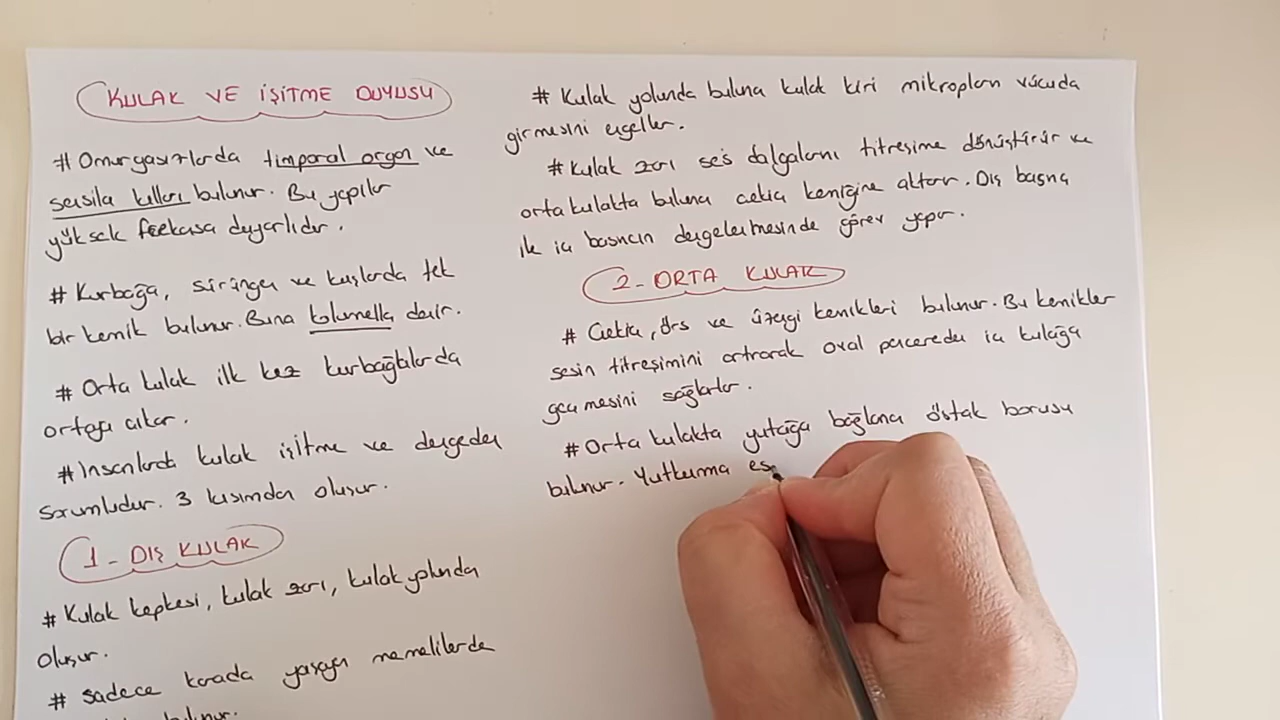 KULAK VE İŞİTME DUYUSU
# Omurgasızlarda timporal organ ve
sensila kılları bulunur. Bu yapılar
yüksek frekansa duyarlıdır.
# Kurbağa, sürüngen ve kuşlarda tek
bir kemik bulunur. Buna kolumella denir.
# Orta kulak ilk kez kurbağalarda
ortaya çıkar.
# İnsanlarda kulak işitme ve dengeden
sorumludur. 3 kısımdan oluşur.
1- DIŞ KULAK
# Kulak kepçesi, kulak zarı, kulak yolundan
oluşur.
# Sadece karada yaşayan memelilerde
bulunur.
# Kulak yolunda bulunan kulak kiri mikropların vücuda
girmesini engeller.
# Kulak zarı ses dalgalarını titreşime dönüştürür ve
orta kulakta bulunan çekiç kemiğine aktarır. Dış basınç
ile iç basıncın dengelenmesinde görev yapar.
2- ORTA KULAK
# Çekiç, örs ve üzengi kemikleri bulunur. Bu kemikler
sesin titreşimini artırarak oval pencereden iç kulağa
geçmesini sağlarlar.
# Orta kulakta yutağa bağlanan östaki borusu
bulunur. Yutkunma es